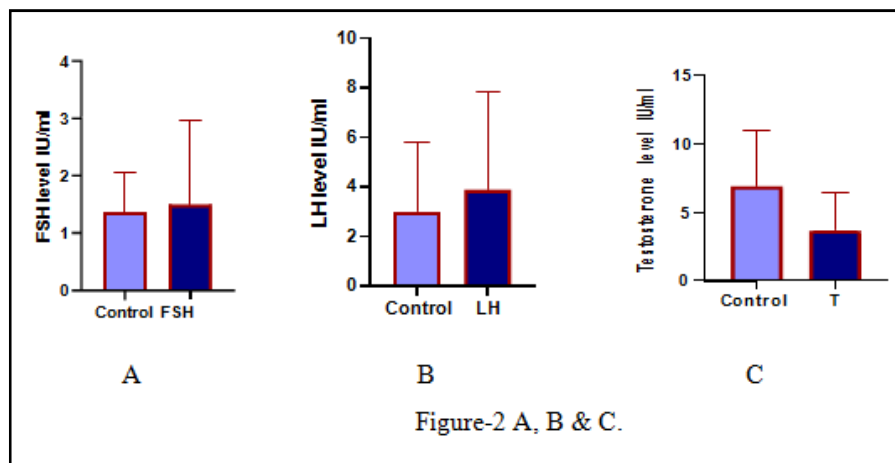 FSH level IU/ml
4
3
2
1
0
Control FSH
A
LH level IU/ml
10
8
6
4
2
0
Control LH
B
Testosterone level IU/ml
15
10
5
0
Control T
C
Figure-2 A, B & C.